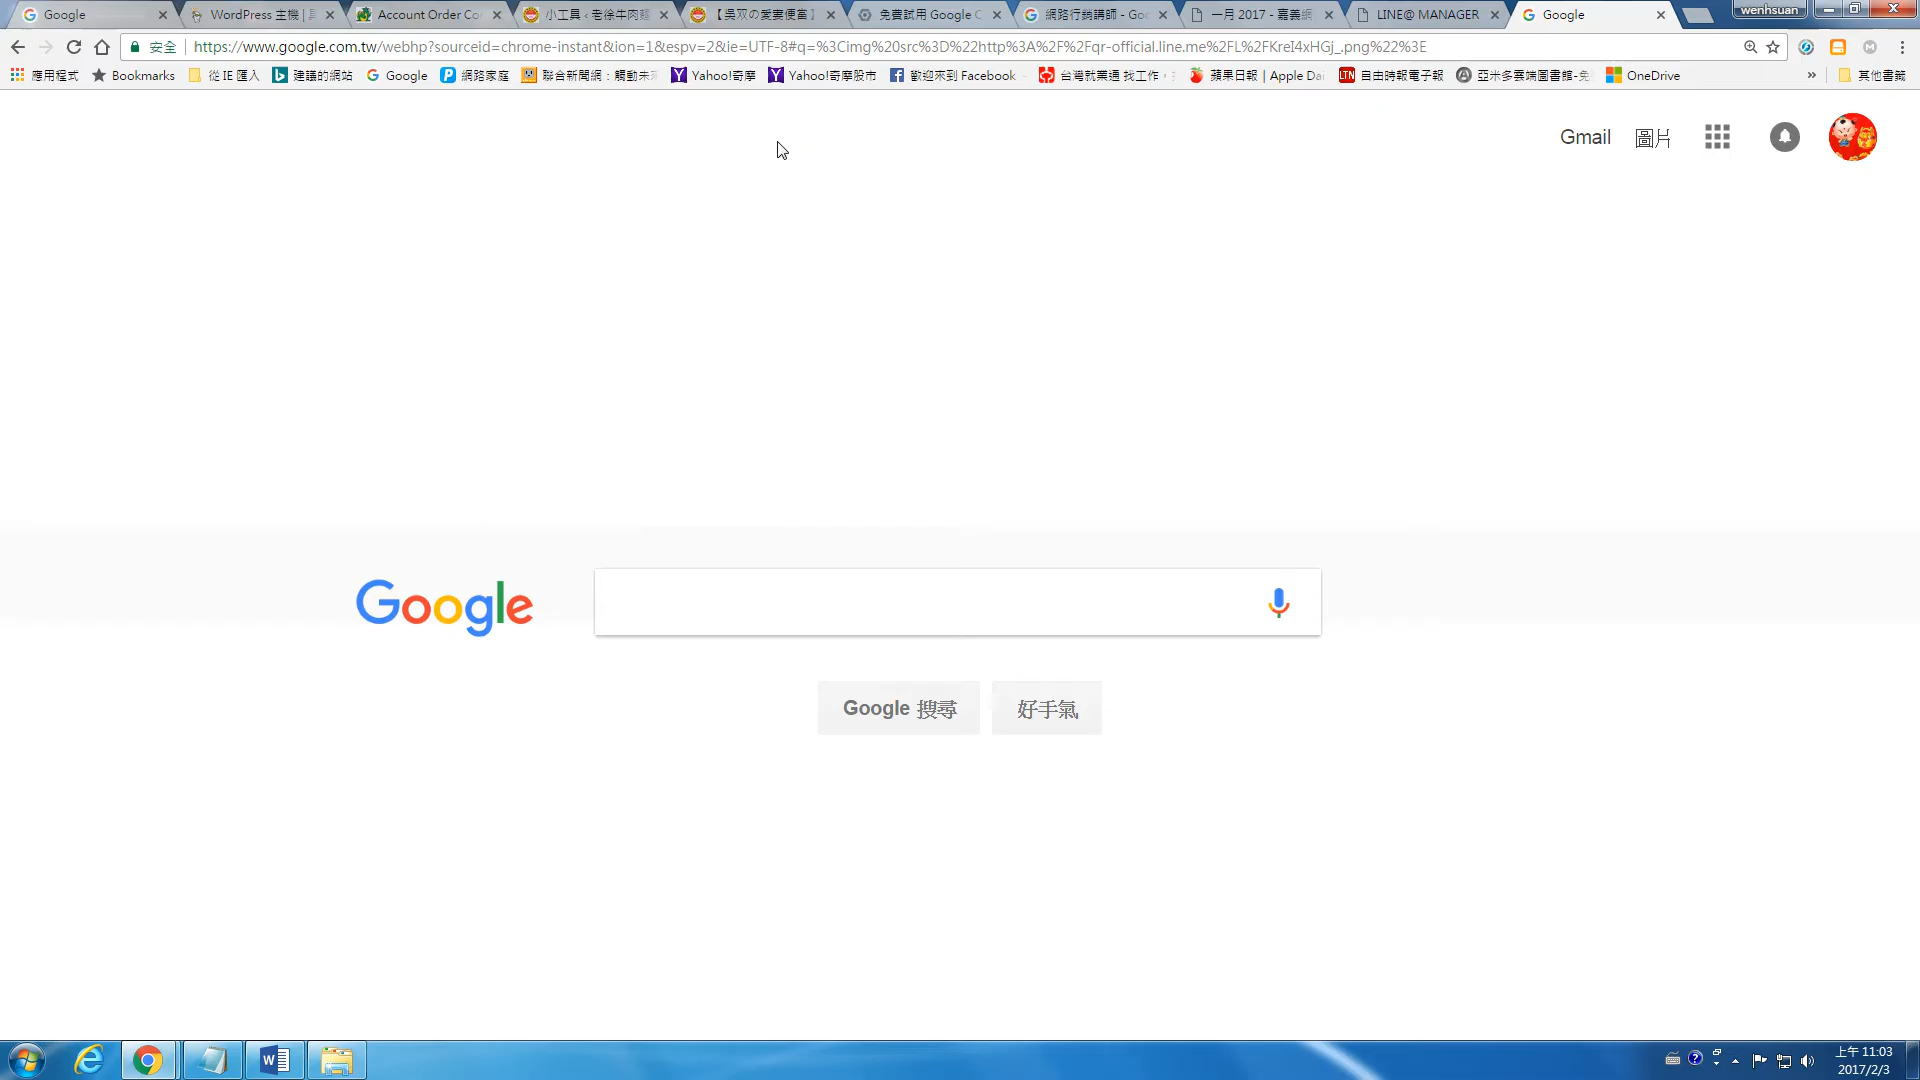 Google
WordPress 主機 |
Account Order Co
小工具 ‹ 老徐牛肉麵
【吳双の愛妻便當】
免費試用 Google C
網路行銷講師 - Goo
一月 2017 - 嘉義網
LINE@ MANAGER
Google
wenhsuan
安全
https://www.google.com.tw/webhp?sourceid=chrome-instant&ion=1&espv=2&ie=UTF-8#q=%3Cimg%20src%3D%22http%3A%2F%2Fqr-official.line.me%2FL%2FKreI4xHGj_.png%22%3E
應用程式
Bookmarks
從 IE 匯入
建議的網站
Google
網路家庭
聯合新聞網：觸動未來
Yahoo!奇摩
Yahoo!奇摩股市
歡迎來到 Facebook
台灣就業通 找工作，
蘋果日報 | Apple Dai
LTN 自由時報電子報
亞米多雲端圖書館-免
OneDrive
»
其他書籤
Gmail
圖片
Google
Google 搜尋
好手氣
上午 11:03
2017/2/3